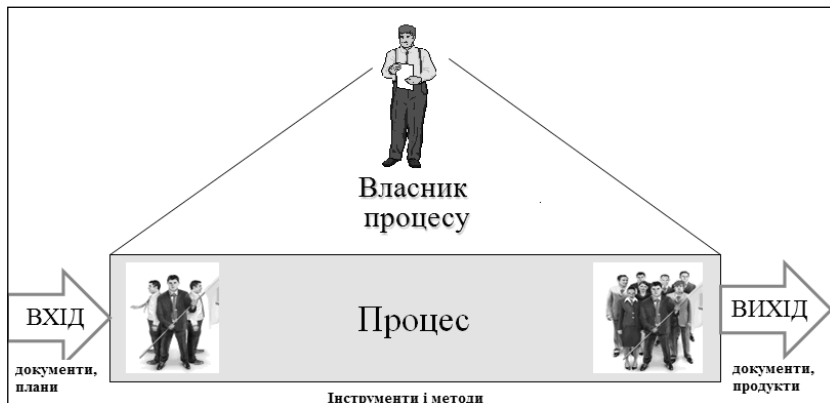 Власник
процесу
ВХІД
Процес
ВИХІД
документи,
плани
документи,
продукти
Інструменти і методи